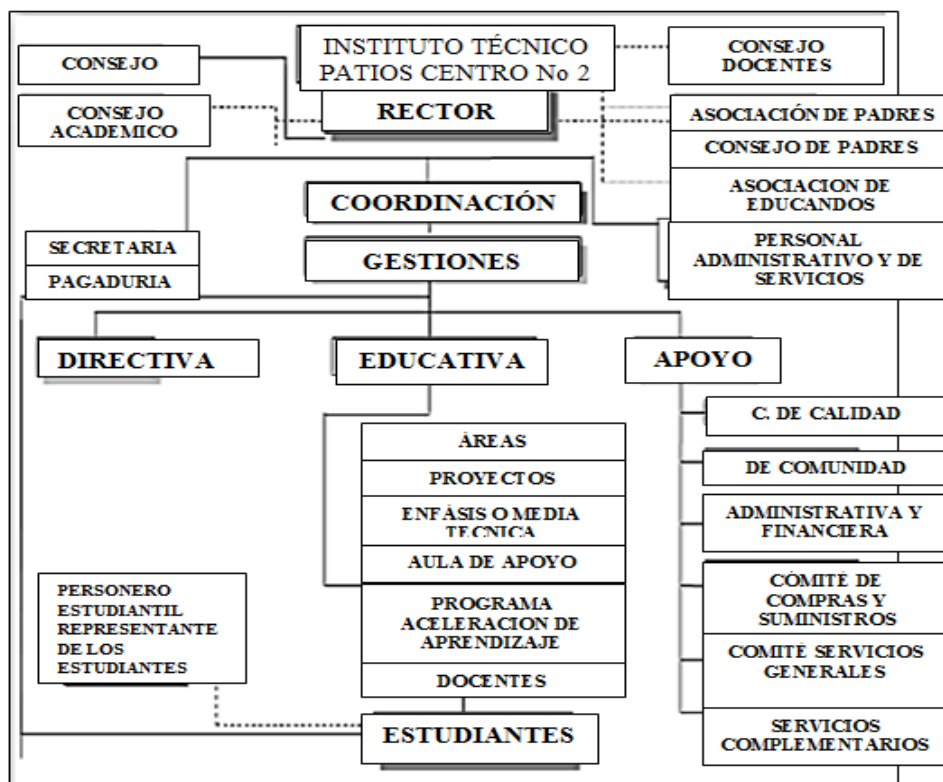 INSTITUTO TÉCNICO
PATIOS CENTRO No 2
RECTOR
CONSEJO
CONSEJO
ACADEMICO
CONSEJO
DOCENTES
ASOCIACIÓN DE PADRES
CONSEJO DE PADRES
ASOCIACION DE
EDUCANDOS
PERSONAL
ADMINISTRATIVO Y DE
SERVICIOS
COORDINACIÓN
GESTIONES
SECRETARIA
PAGADURIA
DIRECTIVA
EDUCATIVA
APOYO
ÁREAS
PROYECTOS
ENFÁSIS O MEDIA
TECNICA
AULA DE APOYO
PROGRAMA
ACELERACION DE
APRENDIZAJE
DOCENTES
ESTUDIANTES
PERSONERO
ESTUDIANTIL
REPRESENTANTE
DE LOS
ESTUDIANTES
C. DE CALIDAD
DE COMUNIDAD
ADMINISTRATIVA Y
FINANCIERA
CÓMITÉ DE
COMPRAS Y
SUMINISTROS
COMITÉ SERVICIOS
GENERALES
SERVICIOS
COMPLEMENTARIOS